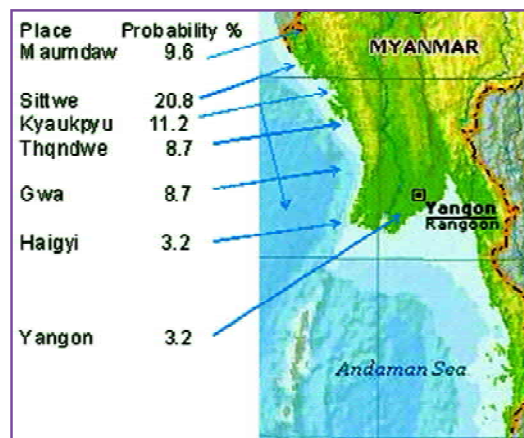 Place Probability %
Maumdaw 9.6
Sittwe 20.8
Kyaukpyu 11.2
Thqndwe 8.7
Gwa 8.7
Haigyi 3.2
Yangon 3.2
MYANMAR
Yangon
Rangoon
Andaman Sea